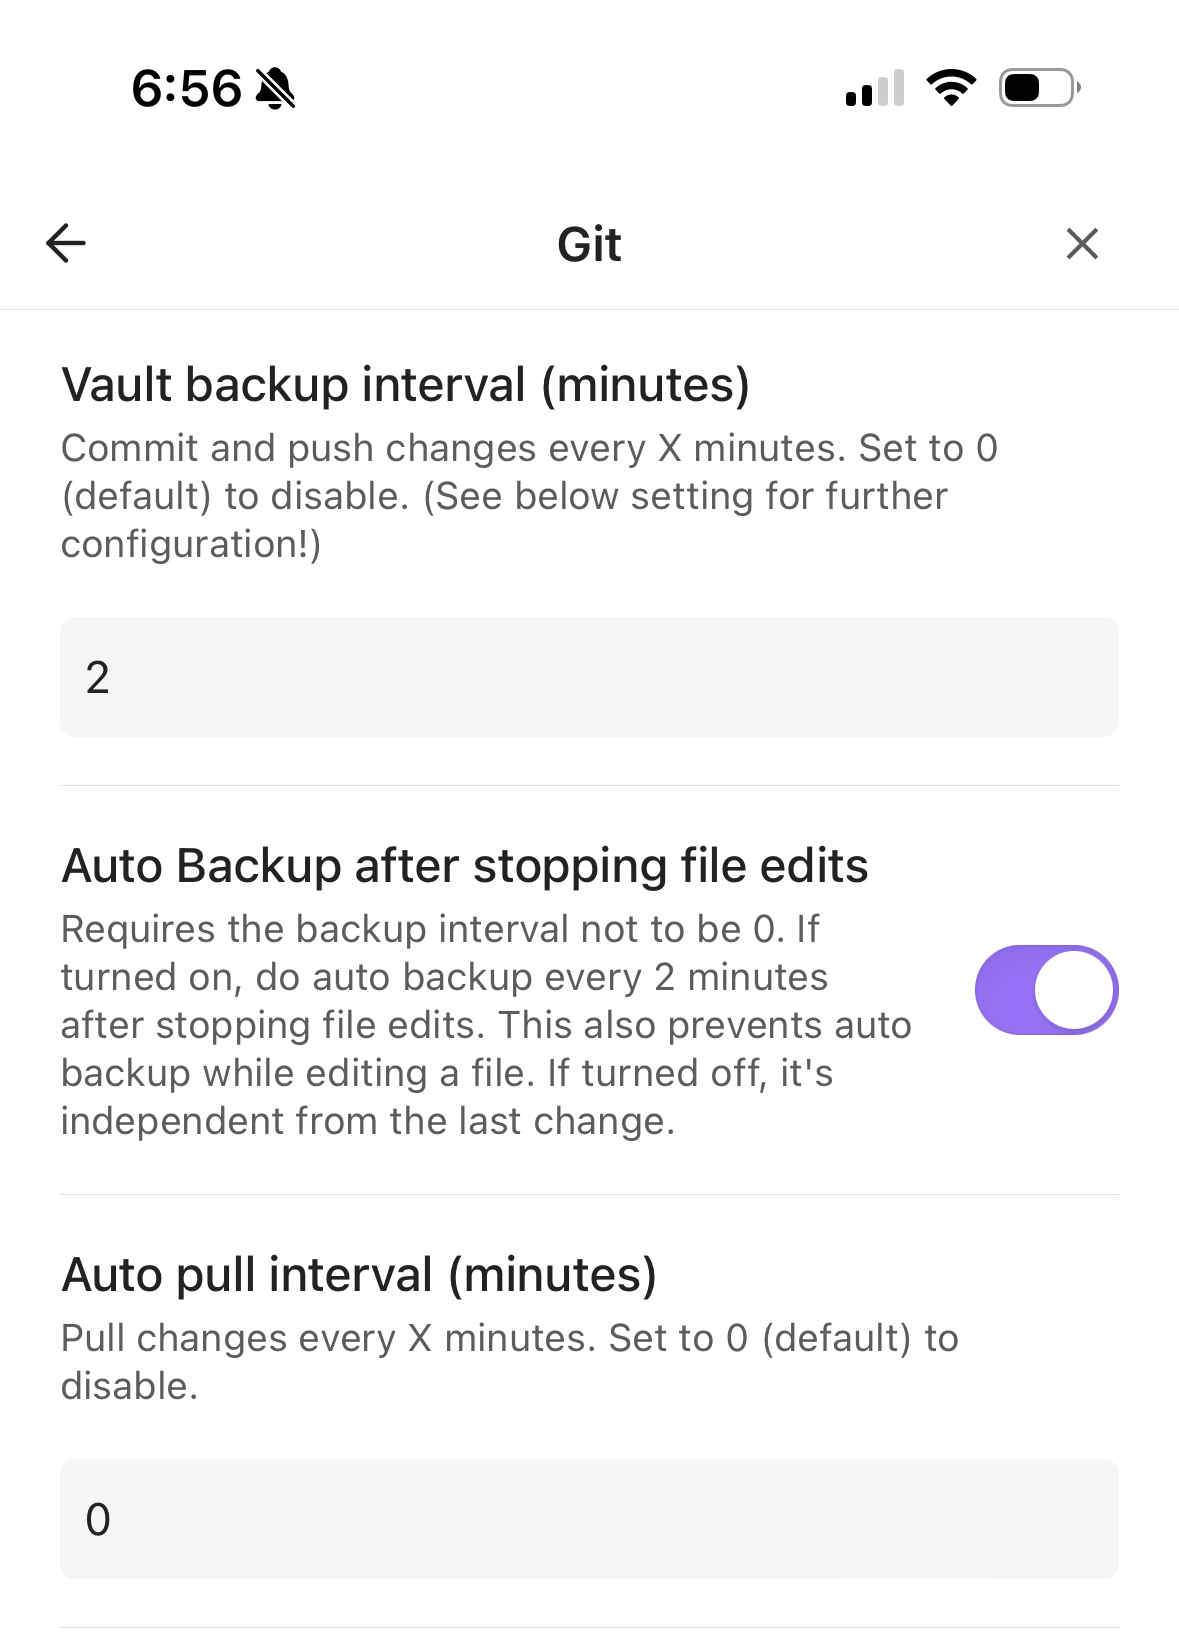 6:56
Git
Vault backup interval (minutes)
Commit and push changes every X minutes. Set to 0
(default) to disable. (See below setting for further
configuration!)
2
Auto Backup after stopping file edits
Requires the backup interval not to be 0. If
turned on, do auto backup every 2 minutes
after stopping file edits. This also prevents auto
backup while editing a file. If turned off, it's
independent from the last change.
Auto pull interval (minutes)
Pull changes every X minutes. Set to 0 (default) to
disable.
0